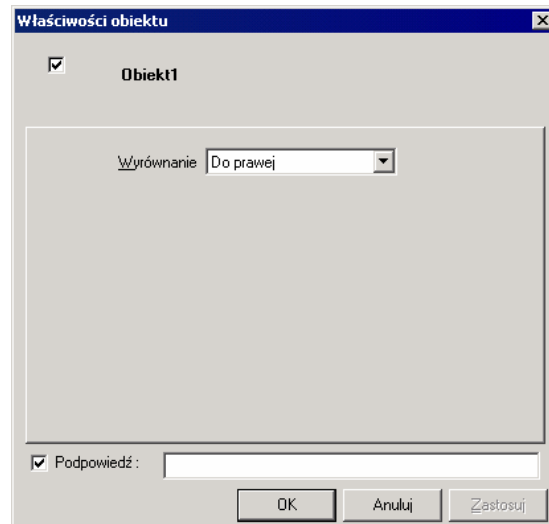 Właściwości obiektu
Obiekt1
Wyrównanie Do prawej
Podpowiedź :
OK Anuluj Zastosuj